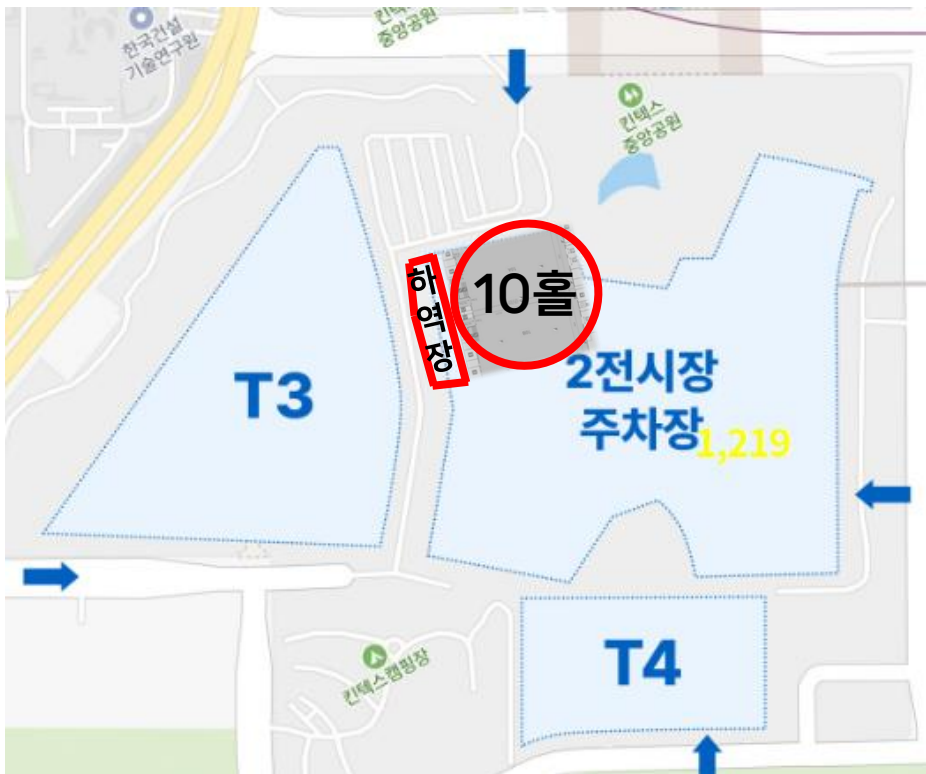 킨텍스
중앙공원
한국건설
기술연구원
킨텍스
중앙공원
하역장
10홀
2전시장
주차장
1,219
T3
T4
킨텍스캠핑장